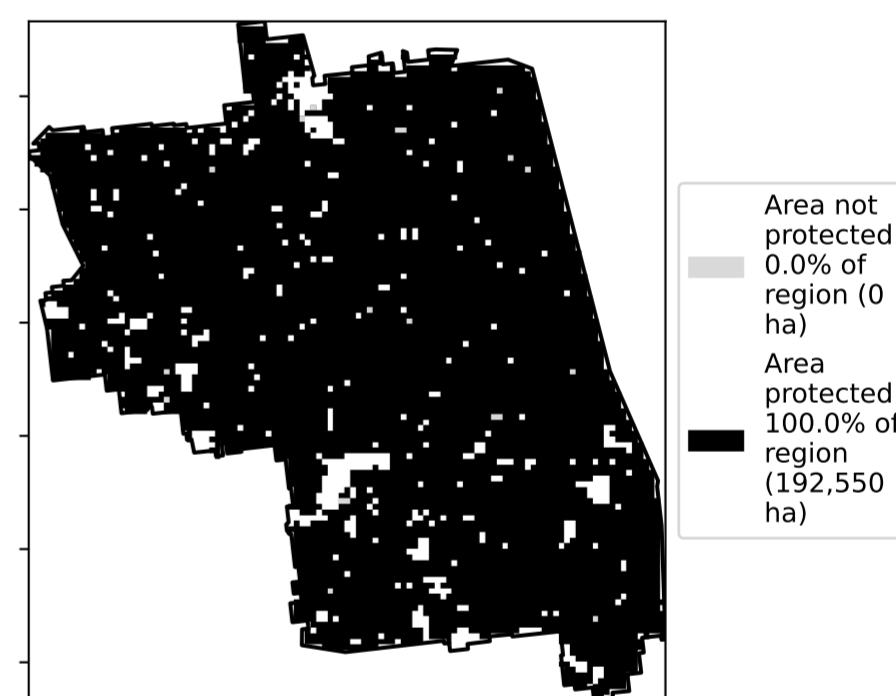 Area not
protected
0.0% of
region (0
ha)
Area
protected
100.0% of
region
(192,550
ha)